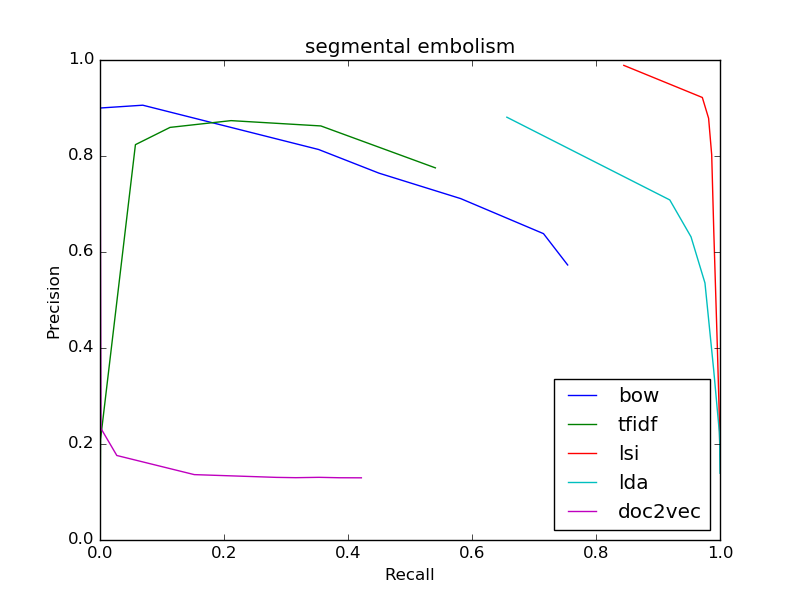 segmental embolism
1.0
0.8
0.6
0.4
0.2
0.0
Precision
0.0 0.2 0.4 0.6 0.8 1.0
Recall
bow
tfidf
lsi
lda
doc2vec